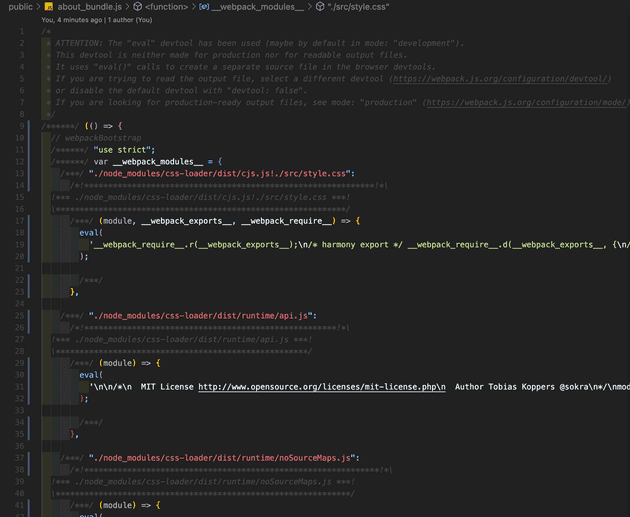 public > JS about_bundle.js > <function> > __webpack_modules__ > "./src/style.css"
You, 4 minutes ago | 1 author (You)
1 /*
2 * ATTENTION: The "eval" devtool has been used (maybe by default in mode: "development").
3 * This devtool is neither made for production nor for readable output files.
4 * It uses "eval()" calls to create a separate source file in the browser devtools.
5 * If you are trying to read the output file, select a different devtool (https://webpack.js.org/configuration/devtool/)
6 * or disable the default devtool with "devtool: false".
7 * If you are looking for production-ready output files, see mode: "production" (https://webpack.js.org/configuration/mode/)
8 */
9 /******/ (() => {
10 // webpackBootstrap
11 /******/ "use strict";
12 /******/ var __webpack_modules__ = {
13 /***/ "./node_modules/css-loader/dist/cjs.js!./src/style.css":
14 /*!**************************************************************!*\
15 !*** ./node_modules/css-loader/dist/cjs.js!./src/style.css ***!
16 \**************************************************************/
17 /***/ (module, __webpack_exports__, __webpack_require__) => {
18 eval(
19 '__webpack_require__.r(__webpack_exports__);\n/* harmony export */ __webpack_require__.d(__webpack_exports__, {\n/
20 );
21
22 /***/
23 },
24
25 /***/ "./node_modules/css-loader/dist/runtime/api.js":
26 /*!*****************************************************!*\
27 !*** ./node_modules/css-loader/dist/runtime/api.js ***!
28 \*****************************************************/
29 /***/ (module) => {
30 eval(
31 '\n\n/*\n  MIT License http://www.opensource.org/licenses/mit-license.php\n  Author Tobias Koppers @sokra\n*/\nmod
32 );
33
34 /***/
35 },
36
37 /***/ "./node_modules/css-loader/dist/runtime/noSourceMaps.js":
38 /*!**************************************************************!*\
39 !*** ./node_modules/css-loader/dist/runtime/noSourceMaps.js ***!
40 \**************************************************************/
41 /***/ (module) => {
42 eval(